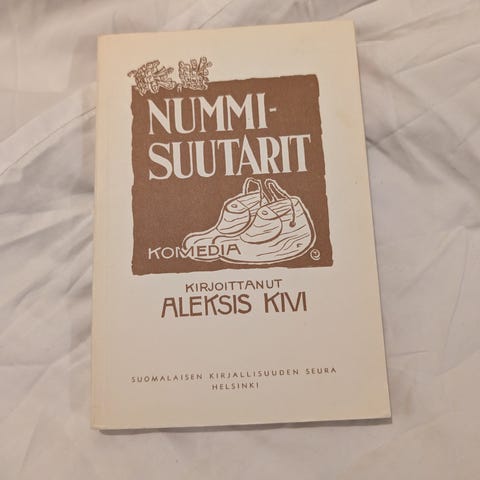 NUMMI-
SUUTARIT
KOMEDIA
KIRJOITTANUT
ALEKSIS KIVI
SUOMALAISEN KIRJALLISUUDEN SEURA
HELSINKI